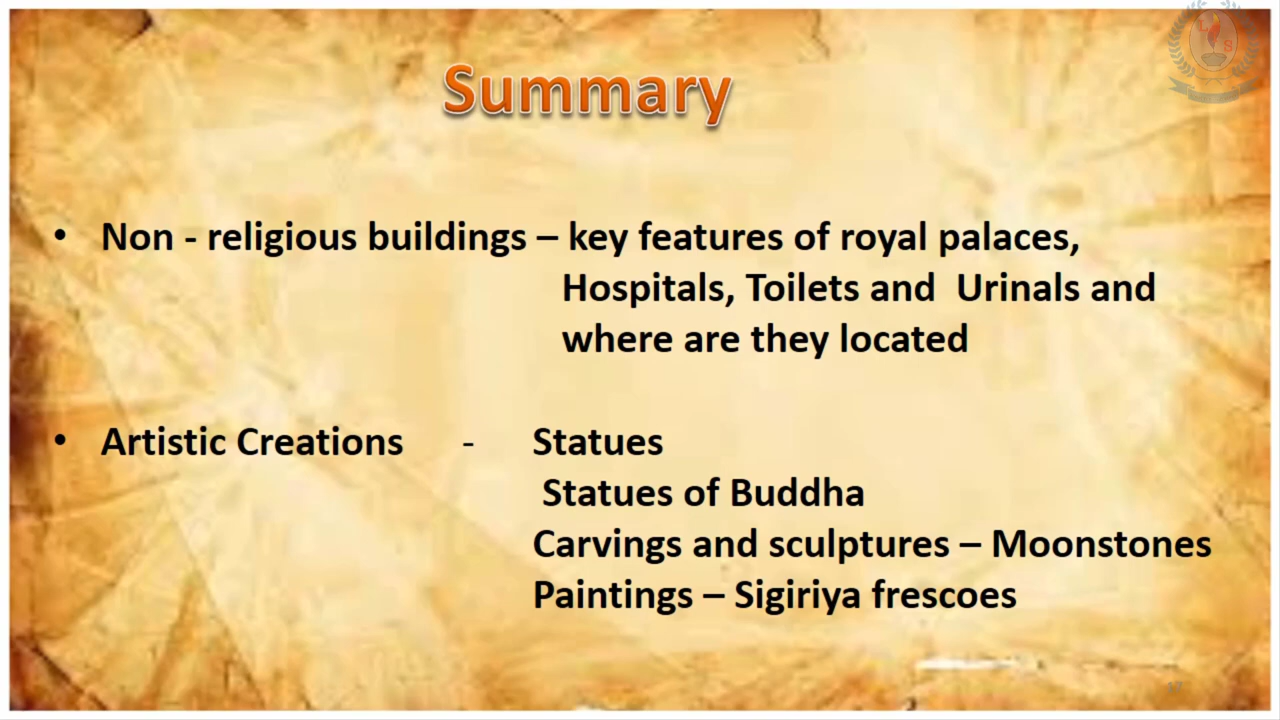 L
S
Summary
• Non - religious buildings – key features of royal palaces,
Hospitals, Toilets and Urinals and
where are they located
• Artistic Creations - Statues
Statues of Buddha
Carvings and sculptures – Moonstones
Paintings – Sigiriya frescoes
17